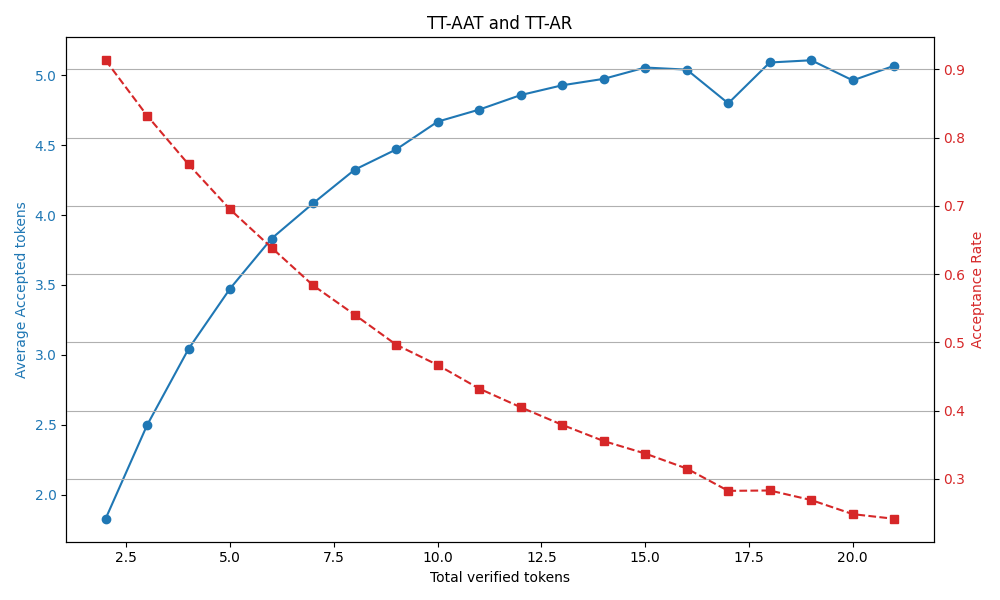 TT-AAT and TT-AR
Average Accepted tokens
5.0
4.5
4.0
3.5
3.0
2.5
2.0
0.9
0.8
0.7
0.6
0.5
0.4
0.3
Acceptance Rate
2.5 5.0 7.5 10.0 12.5 15.0 17.5 20.0
Total verified tokens